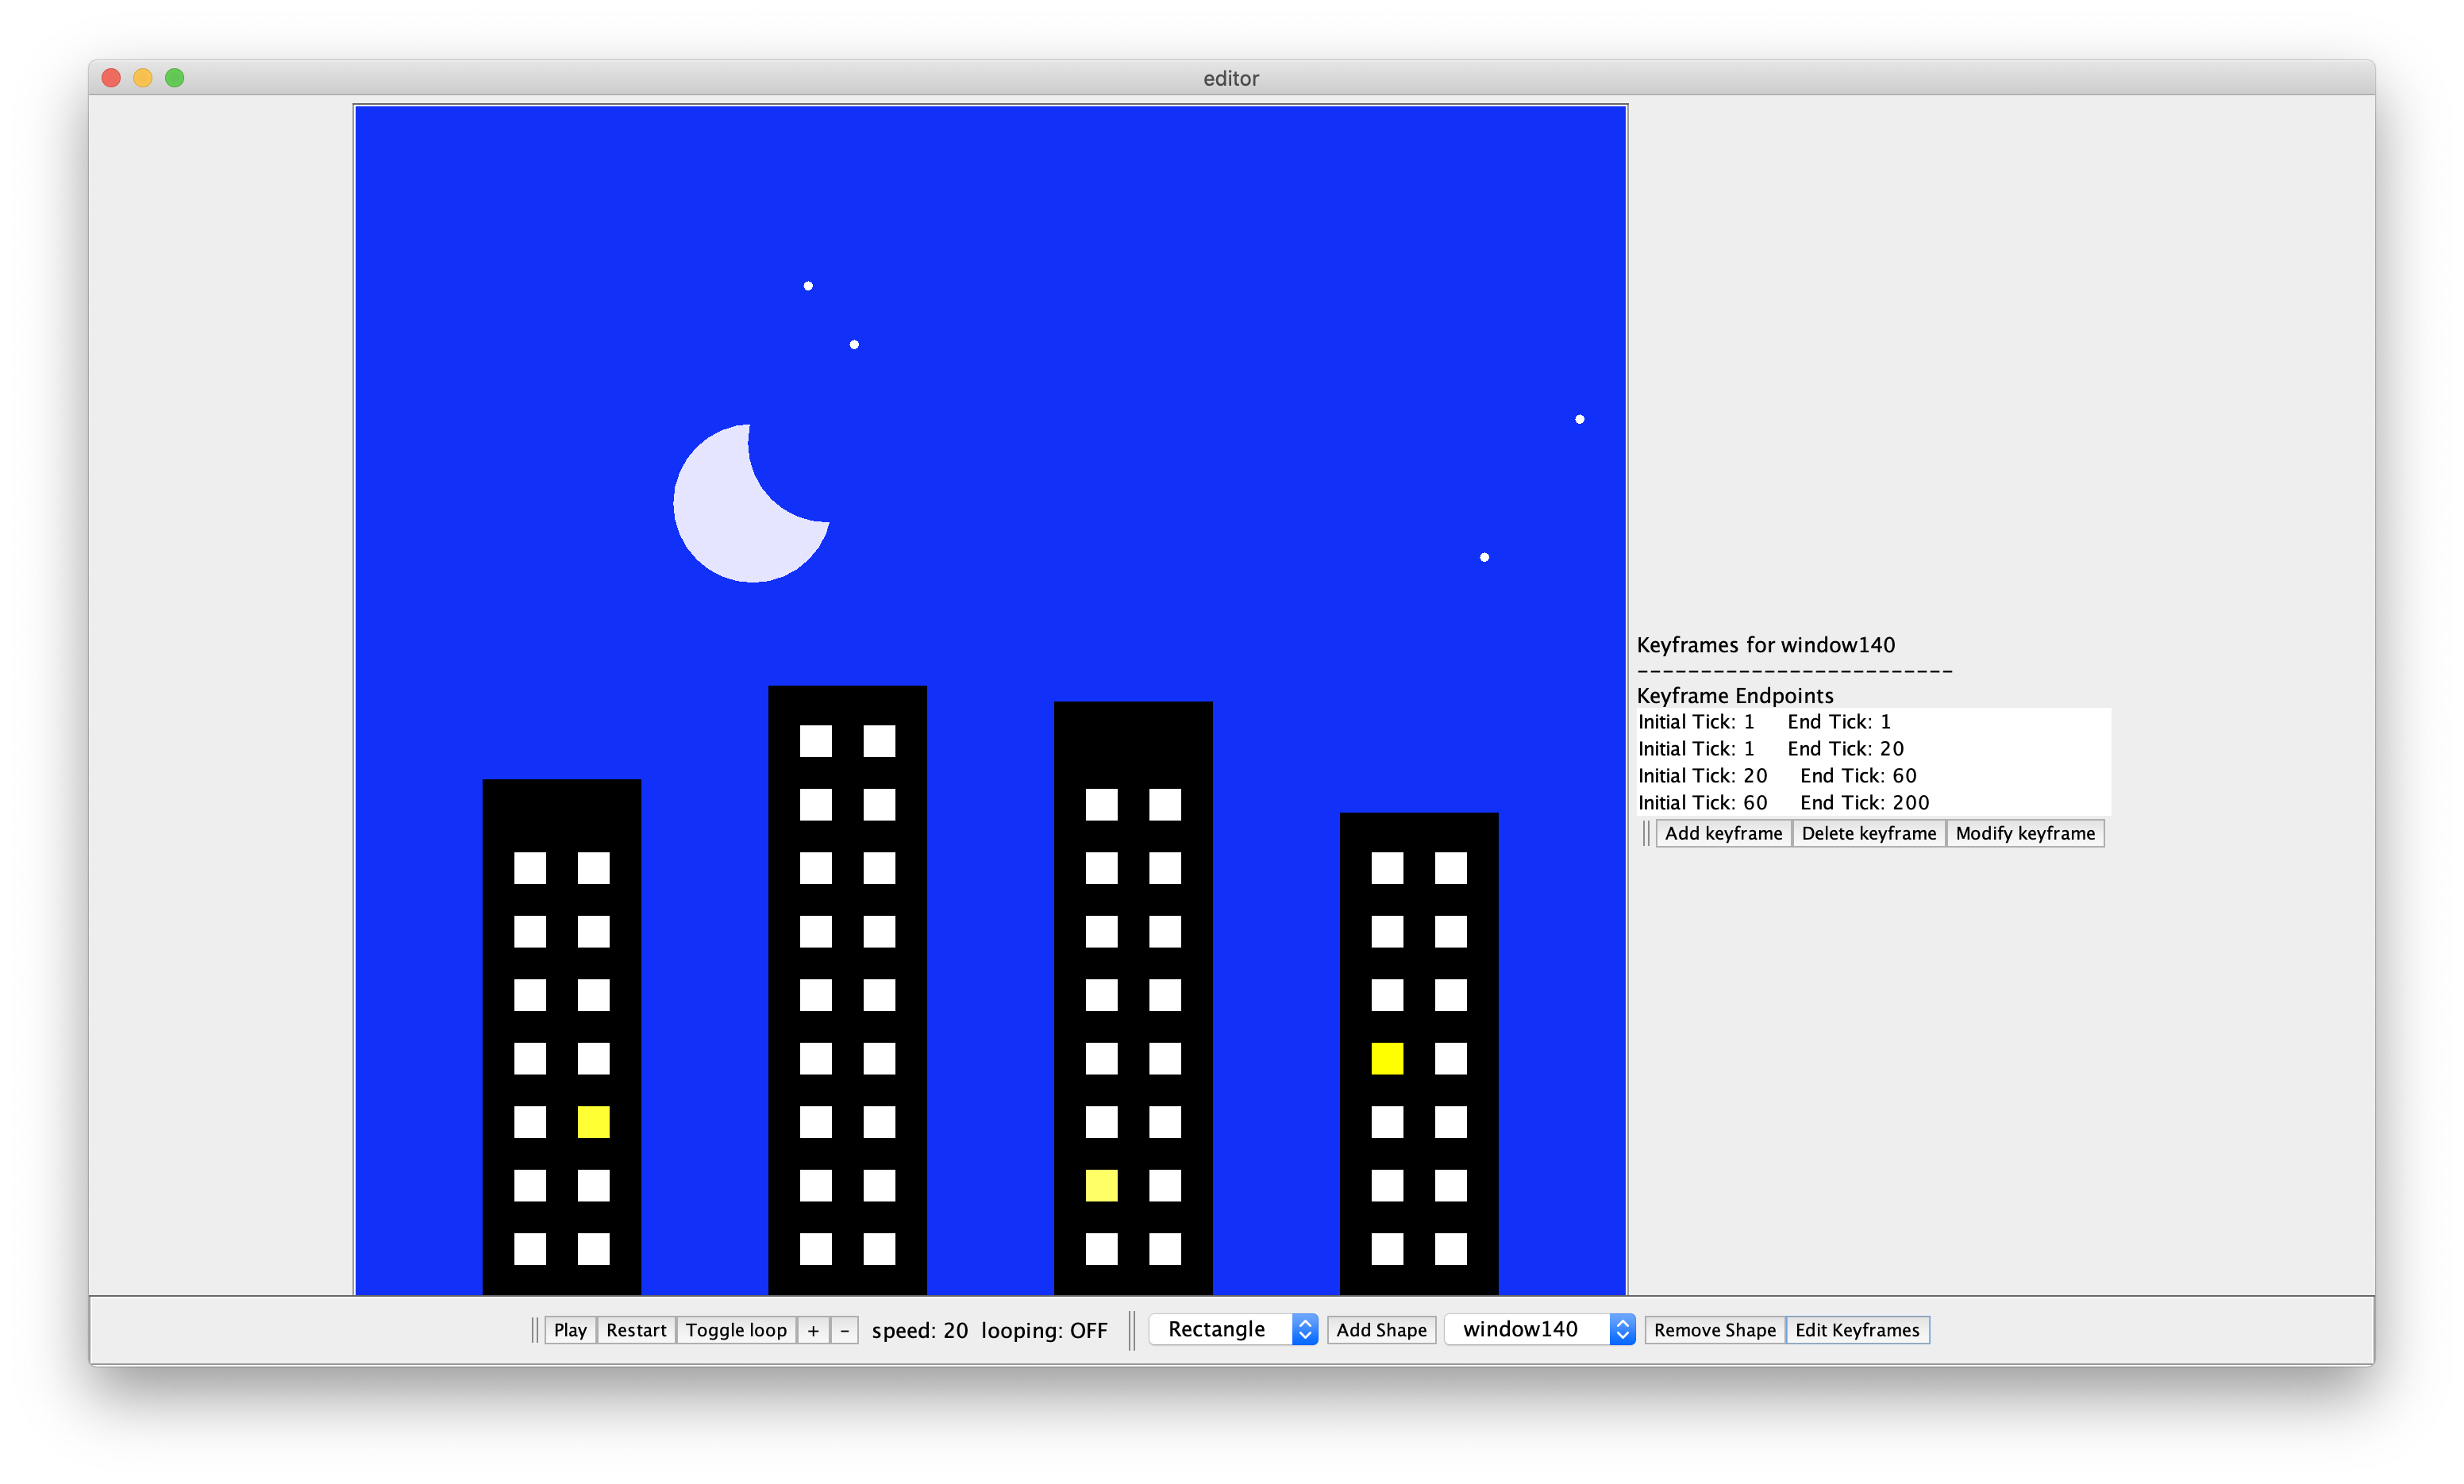 editor
Keyframes for window140
-------------------------
Keyframe Endpoints
Initial Tick: 1 End Tick: 1
Initial Tick: 1 End Tick: 20
Initial Tick: 20 End Tick: 60
Initial Tick: 60 End Tick: 200
Add keyframe Delete keyframe Modify keyframe
Play Restart Toggle loop + - speed: 20 looping: OFF Rectangle Add Shape window140 Remove Shape Edit Keyframes